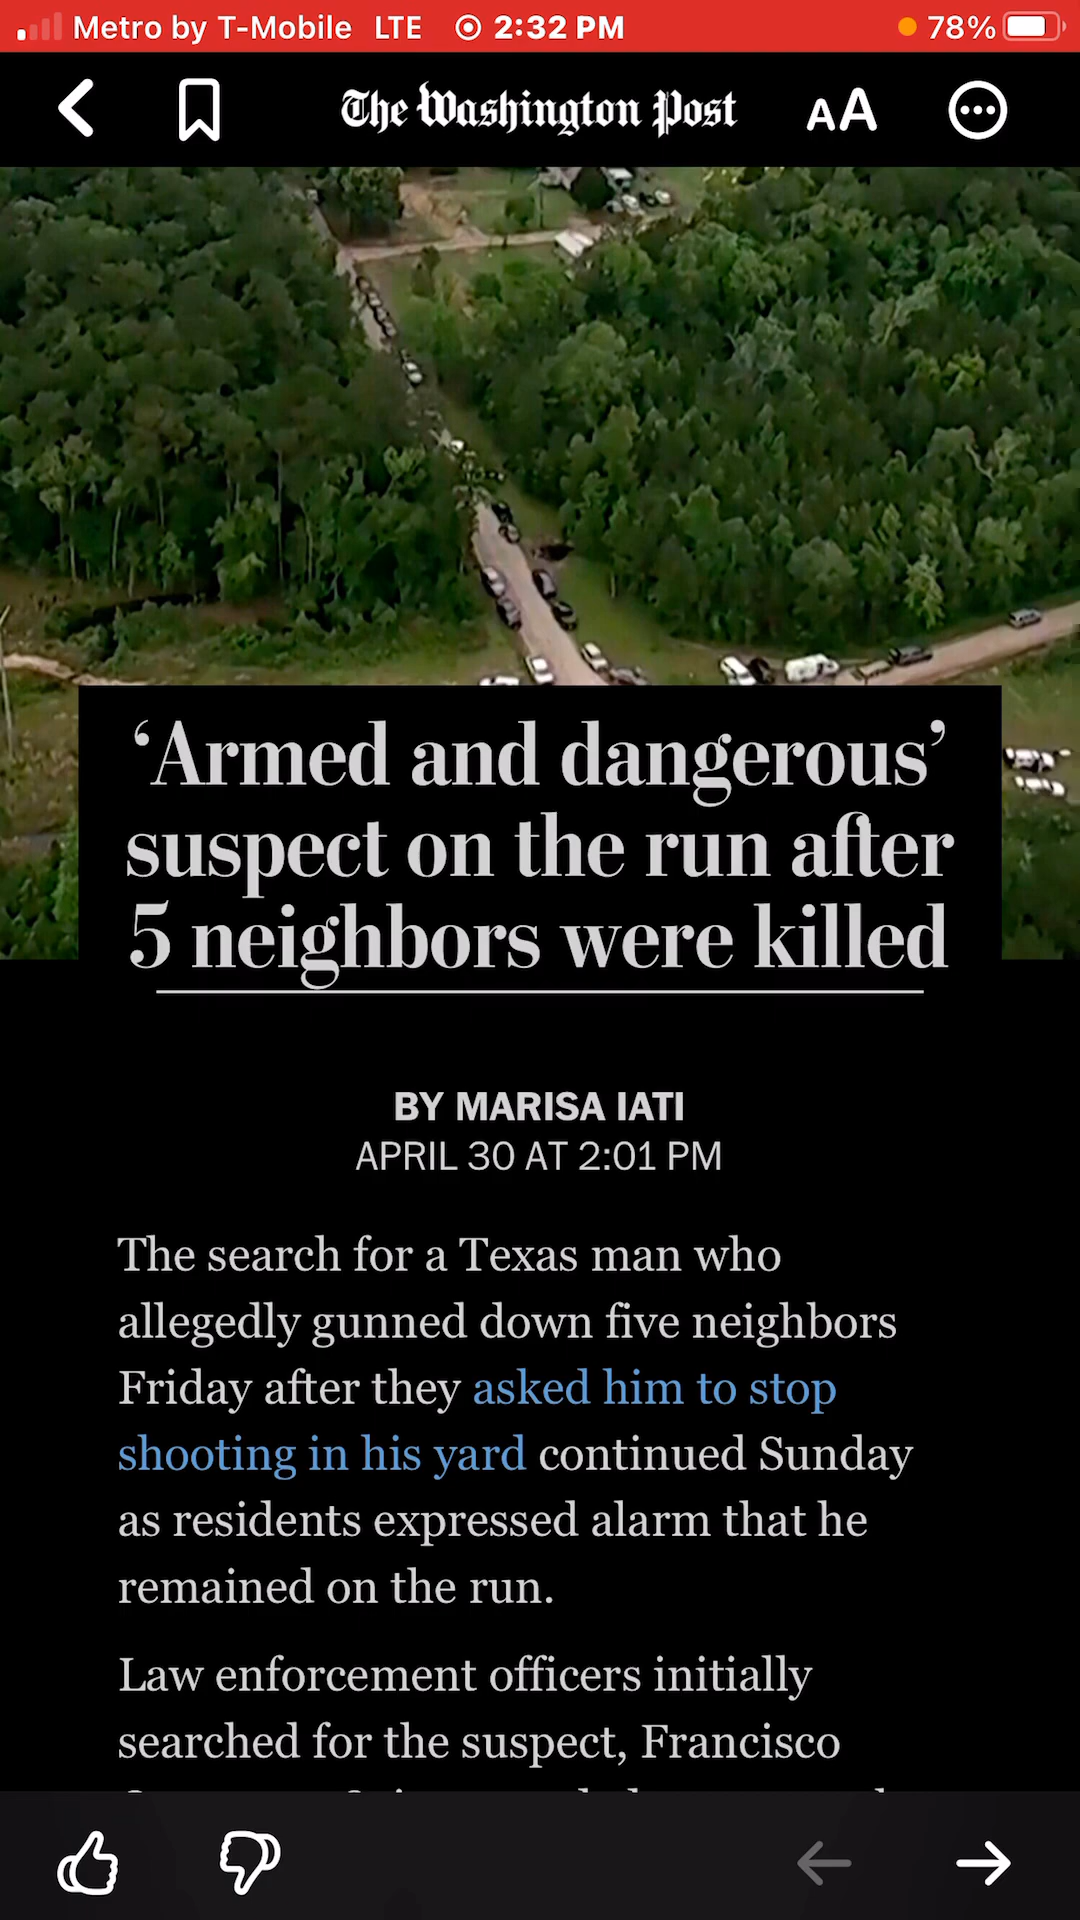 Metro by T-Mobile LTE 2:32 PM 78%
The Washington Post AA
‘Armed and dangerous’
suspect on the run after
5 neighbors were killed
BY MARISA IATI
APRIL 30 AT 2:01 PM
The search for a Texas man who
allegedly gunned down five neighbors
Friday after they asked him to stop
shooting in his yard continued Sunday
as residents expressed alarm that he
remained on the run.
Law enforcement officers initially
searched for the suspect, Francisco